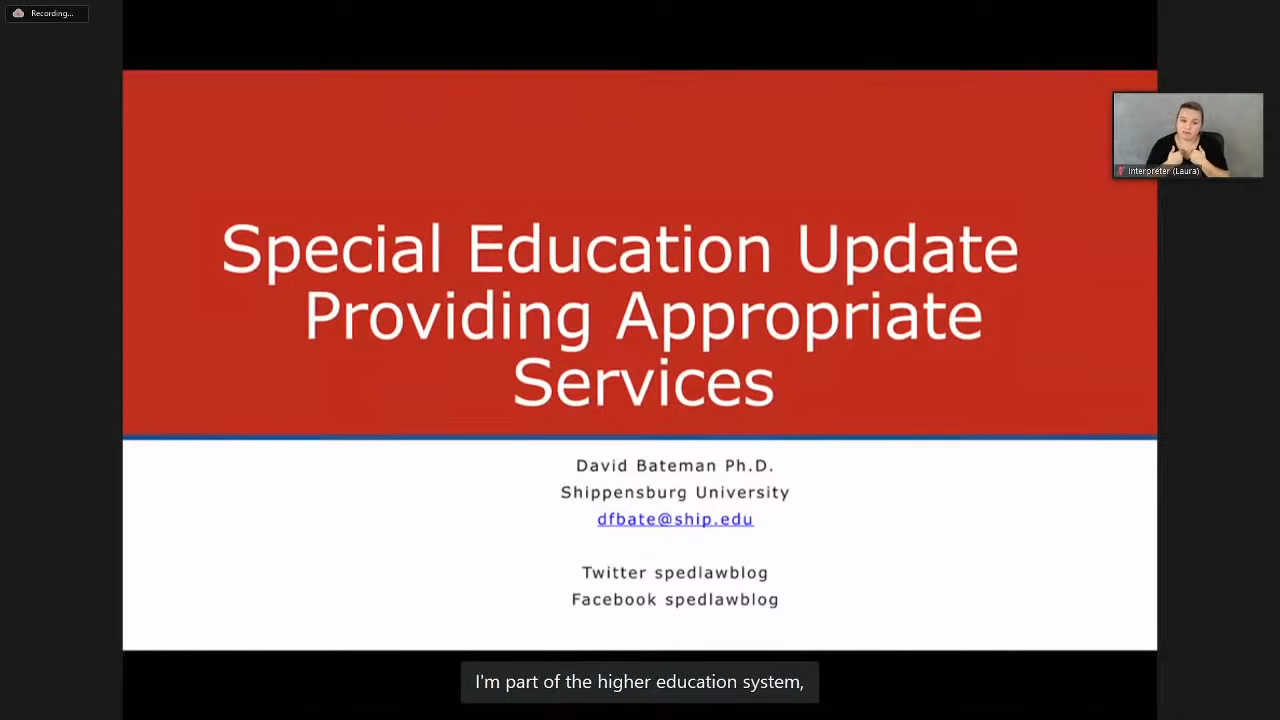 Recording...
Special Education Update
Providing Appropriate
Services
Interpreter (Laura)
David Bateman Ph.D.
Shippensburg University
dfbate@ship.edu
Twitter spedlawblog
Facebook spedlawblog
I'm part of the higher education system,